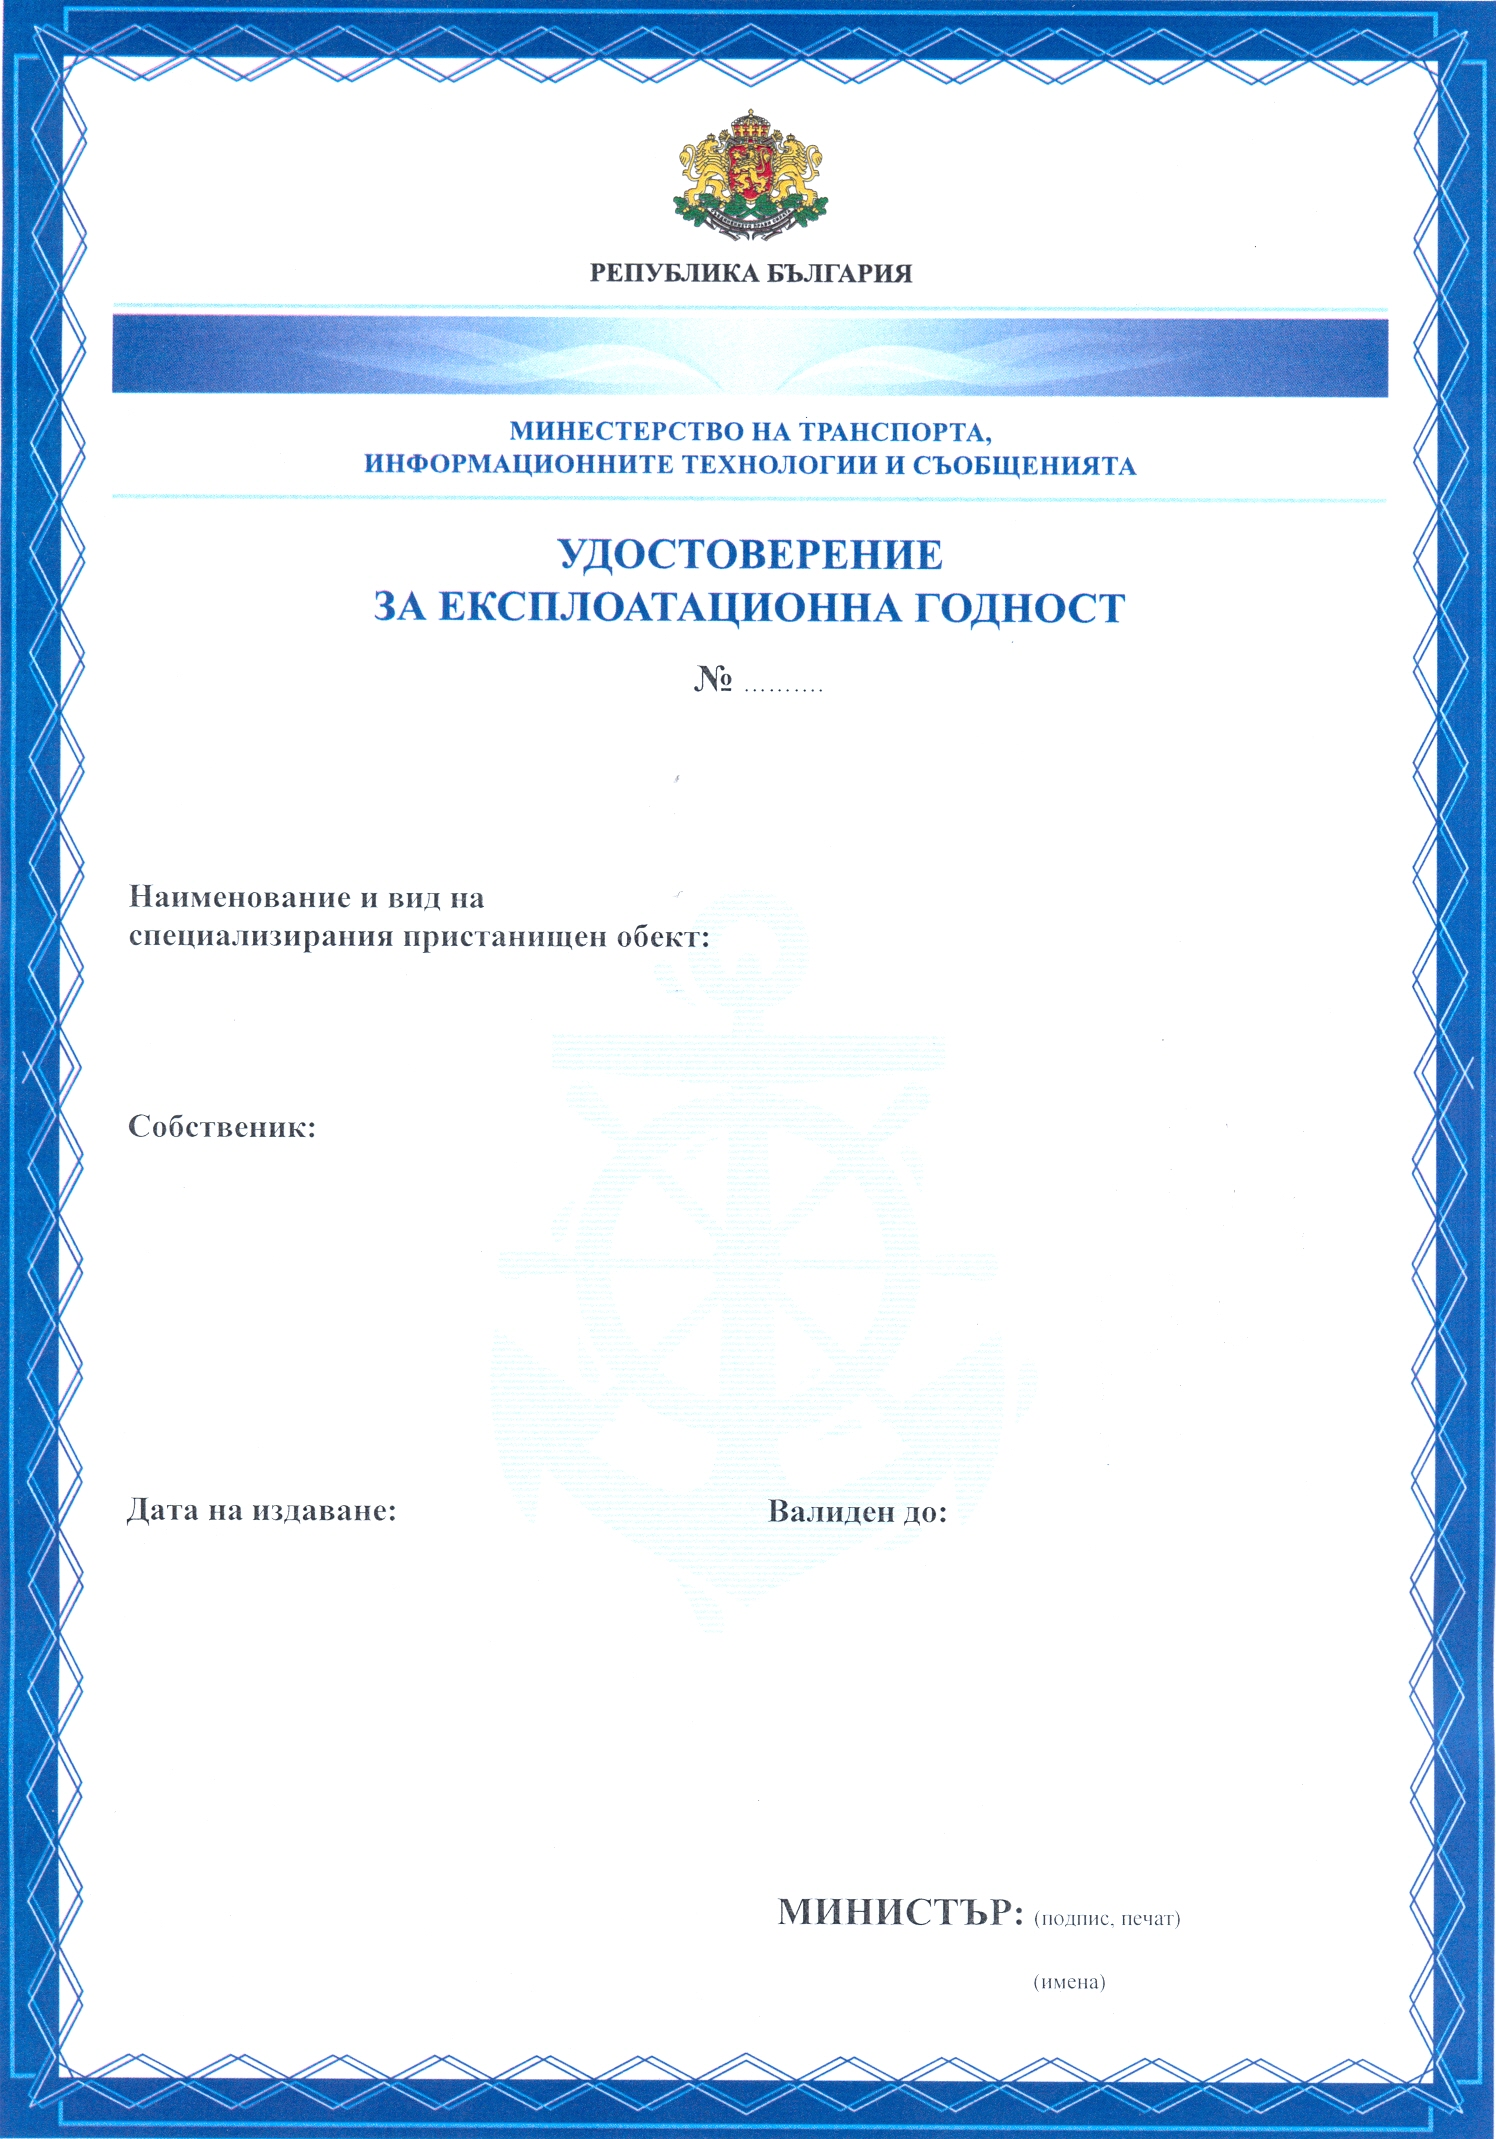 РЕПУБЛИКА БЪЛГАРИЯ
МИНЕСТЕРСТВО НА ТРАНСПОРТА,
ИНФОРМАЦИОННИТЕ ТЕХНОЛОГИИ И СЪОБЩЕНИЯТА
УДОСТОВЕРЕНИЕ
ЗА ЕКСПЛОАТАЦИОННА ГОДНОСТ
№ ..........
Наименование и вид на
специализирания пристанищен обект:
Собственик:
Дата на издаване: Валиден до:
МИНИСТЪР: (подпис, печат)
(имена)